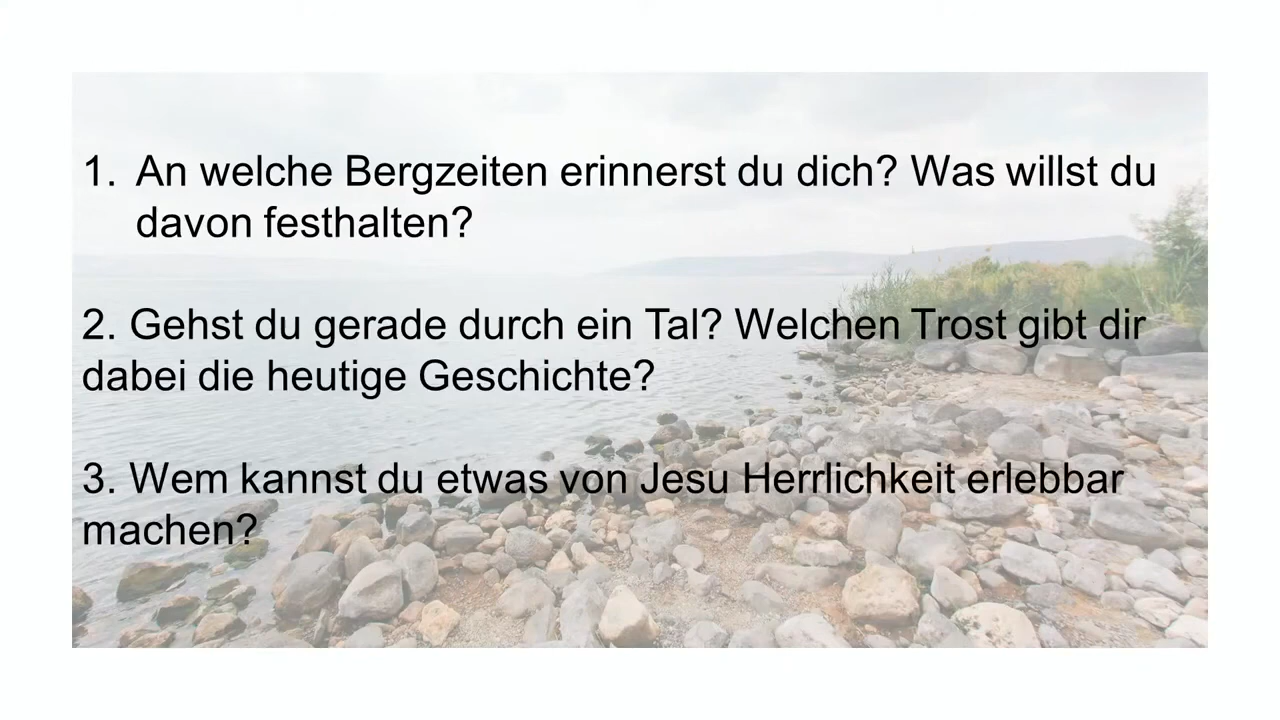 1. An welche Bergzeiten erinnerst du dich? Was willst du
davon festhalten?
2. Gehst du gerade durch ein Tal? Welchen Trost gibt dir
dabei die heutige Geschichte?
3. Wem kannst du etwas von Jesu Herrlichkeit erlebbar
machen?